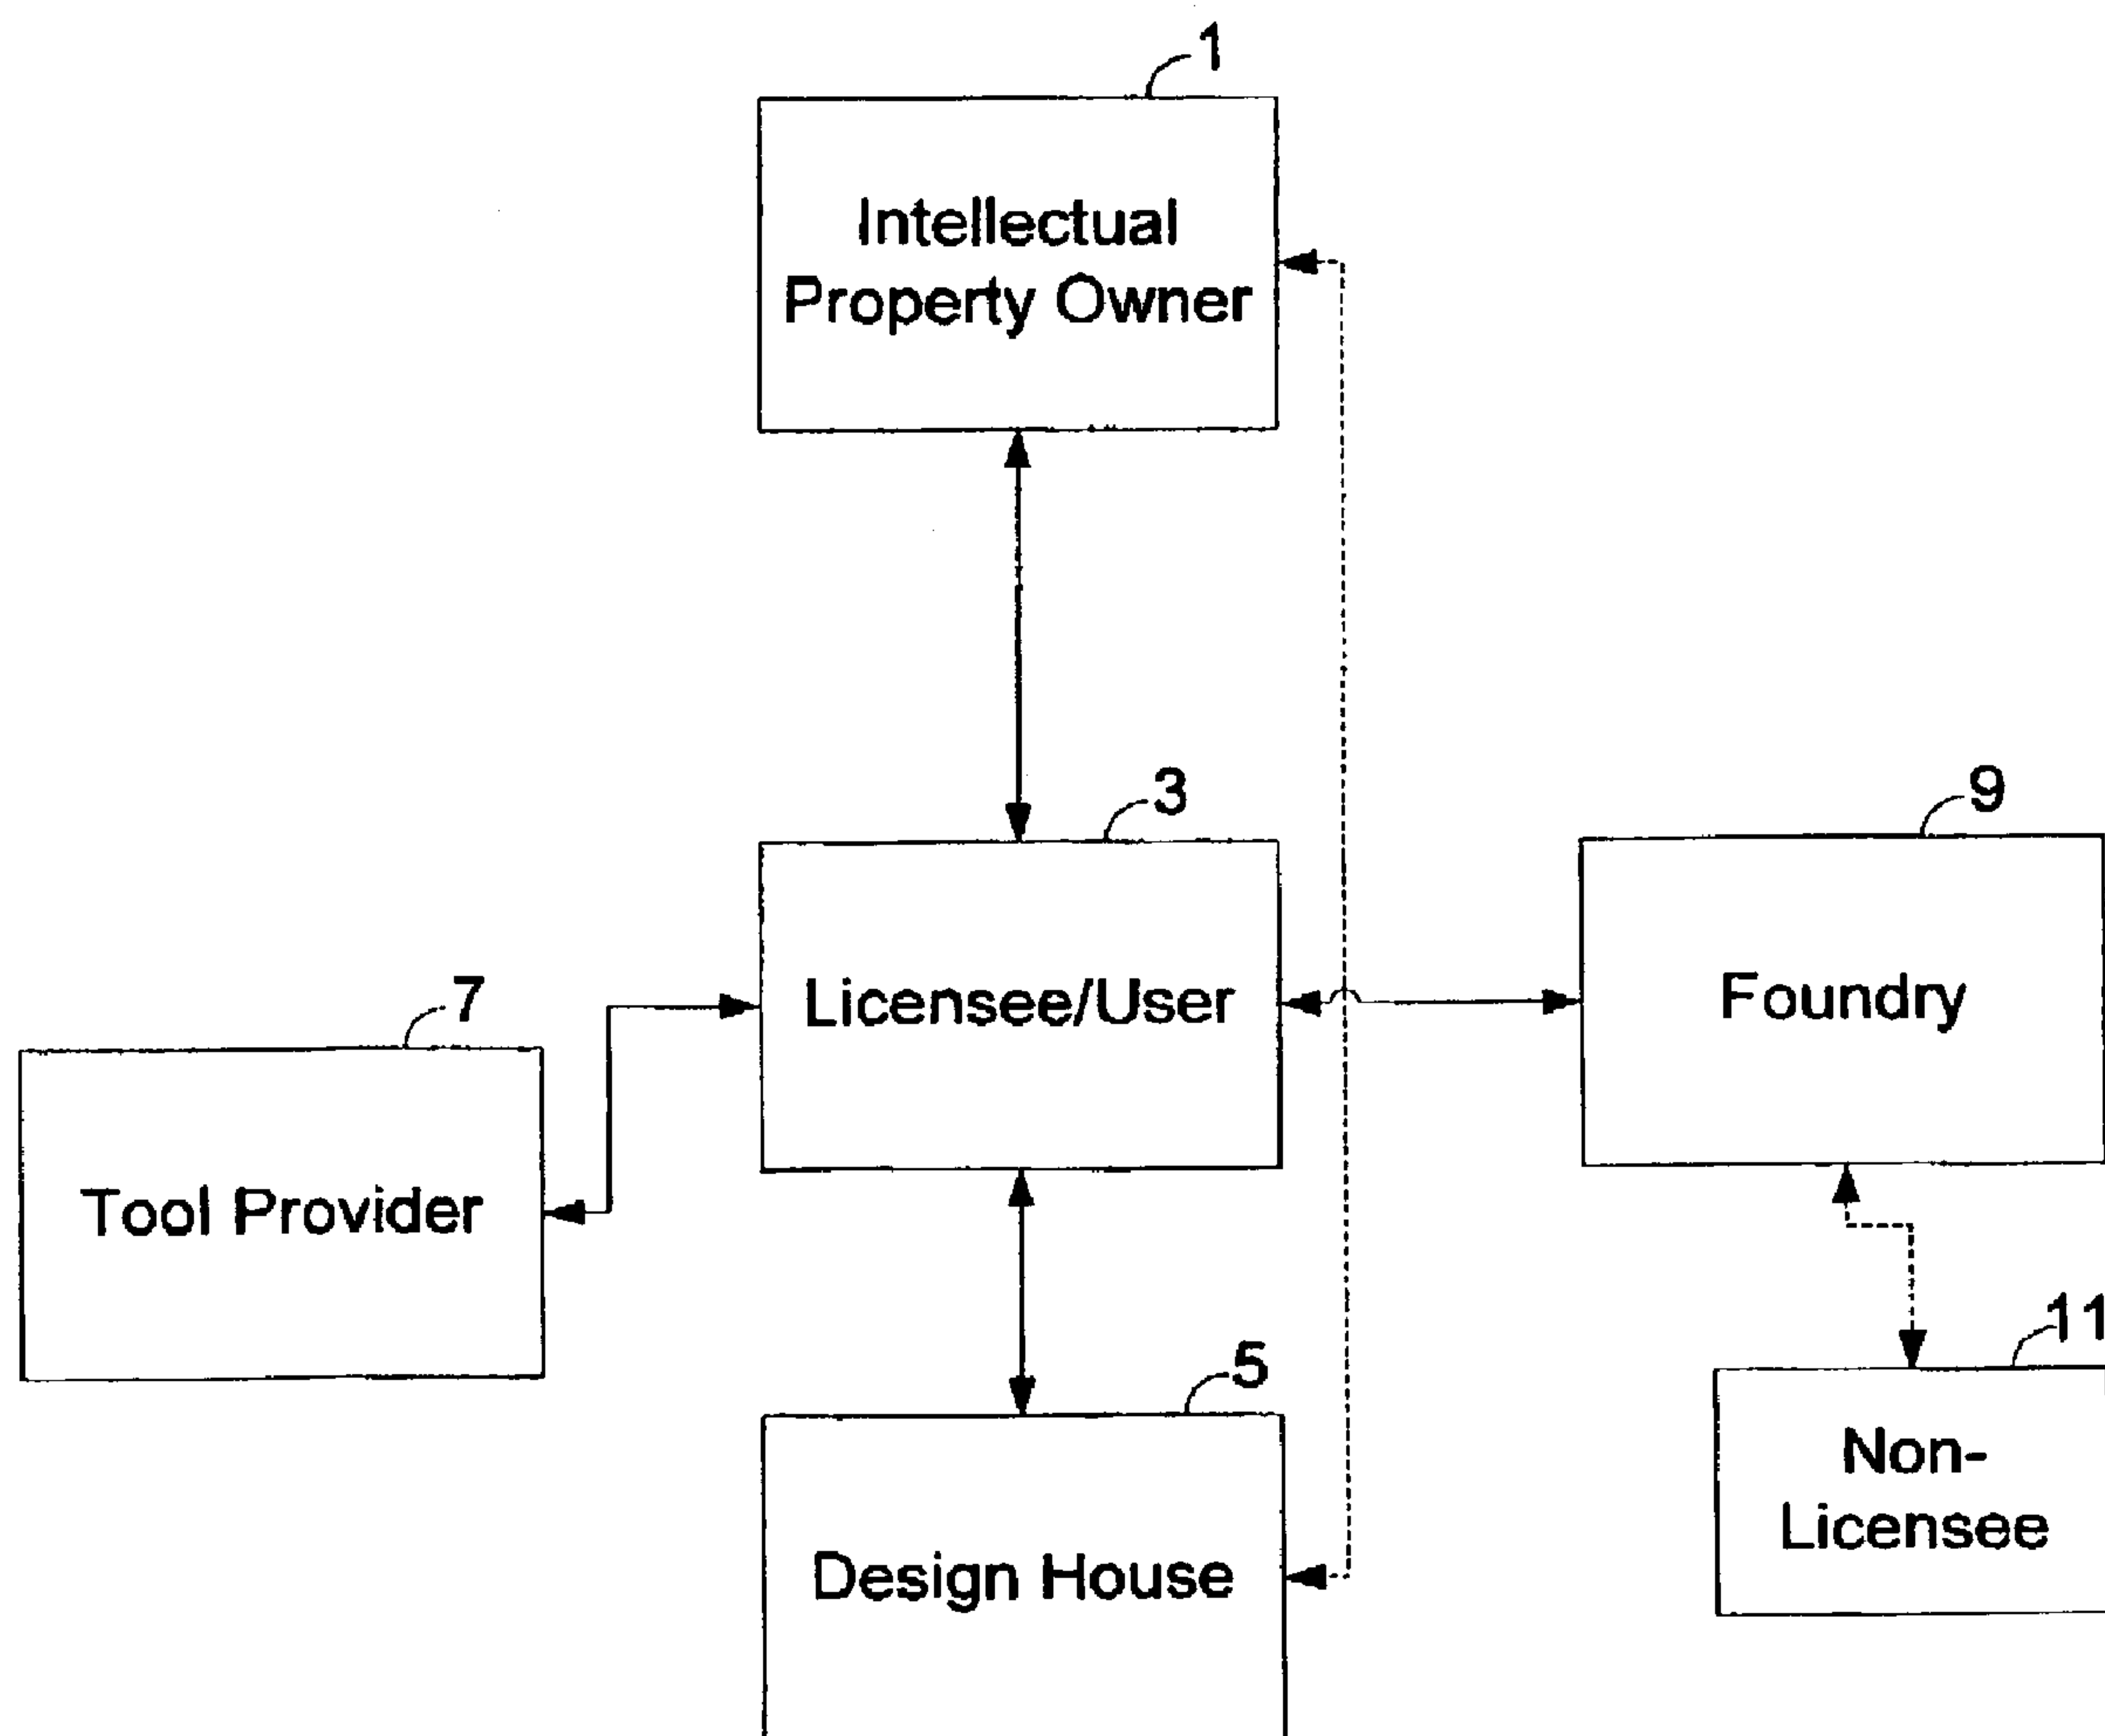 1
Intellectual
Property Owner
3
Licensee/User
9
Foundry
7
Tool Provider
5
Design House
11
Non-
Licensee